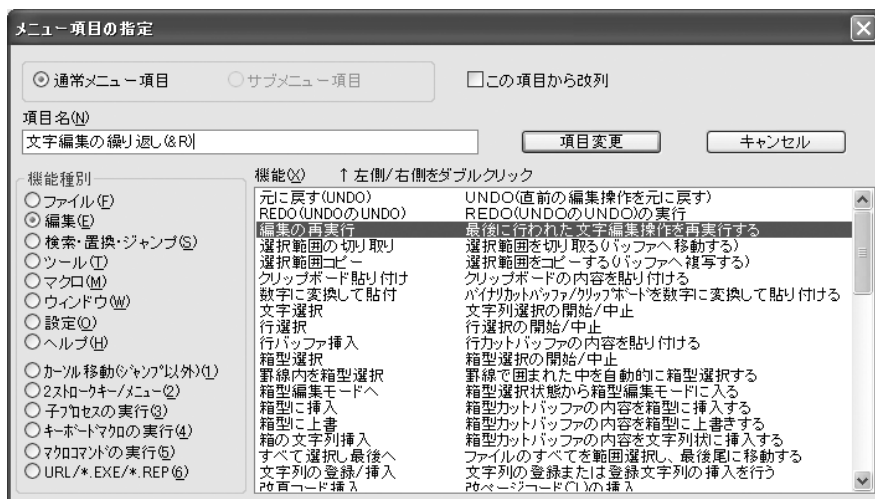 メニュー項目の指定
通常メニュー項目 サブメニュー項目 この項目から改列
項目名(N)
文字編集の繰り返し(&R) 項目変更 キャンセル
機能種別 機能(X) ↑左側/右側をダブルクリック
ファイル(F)
編集(E)
検索・置換・ジャンプ(S)
ツール(T)
マクロ(M)
ウィンドウ(W)
設定(O)
ヘルプ(H)
カーソル移動(ジャンプ以外)(1)
2ストロークキー/メニュー(2)
子プロセスの実行(3)
キーボードマクロの実行(4)
マクロコマンドの実行(5)
URL/*.EXE/*.REP(6)
元に戻す(UNDO) UNDO(直前の編集操作を元に戻す)
REDO(UNDOのUNDO) REDO(UNDOのUNDO)の実行
編集の再実行 最後に行われた文字編集操作を再実行する
選択範囲の切り取り 選択範囲を切り取る(バッファへ移動する)
選択範囲コピー 選択範囲をコピーする(バッファへ複写する)
クリップボード貼り付け クリップボードの内容を貼り付ける
数字に変換して貼付 バイナリカットバッファ/クリップボードを数字に変換して貼り付ける
文字選択 文字列選択の開始/中止
行選択 行選択の開始/中止
行バッファ挿入 行カットバッファの内容を貼り付ける
箱型選択 箱型選択の開始/中止
罫線内を箱型選択 罫線で囲まれた中を自動的に箱型選択する
箱型編集モードへ 箱型選択状態から箱型編集モードに入る
箱型に挿入 箱型カットバッファの内容を箱型に挿入する
箱型に上書 箱型カットバッファの内容を箱型に上書きする
箱の文字列挿入 箱型カットバッファの内容を文字列状に挿入する
すべて選択し最後へ ファイルのすべてを範囲選択し、最後尾に移動する
文字列の登録/挿入 文字列の登録または登録文字列の挿入を行う
改頁コード挿入 改ページコード(^L)の挿入